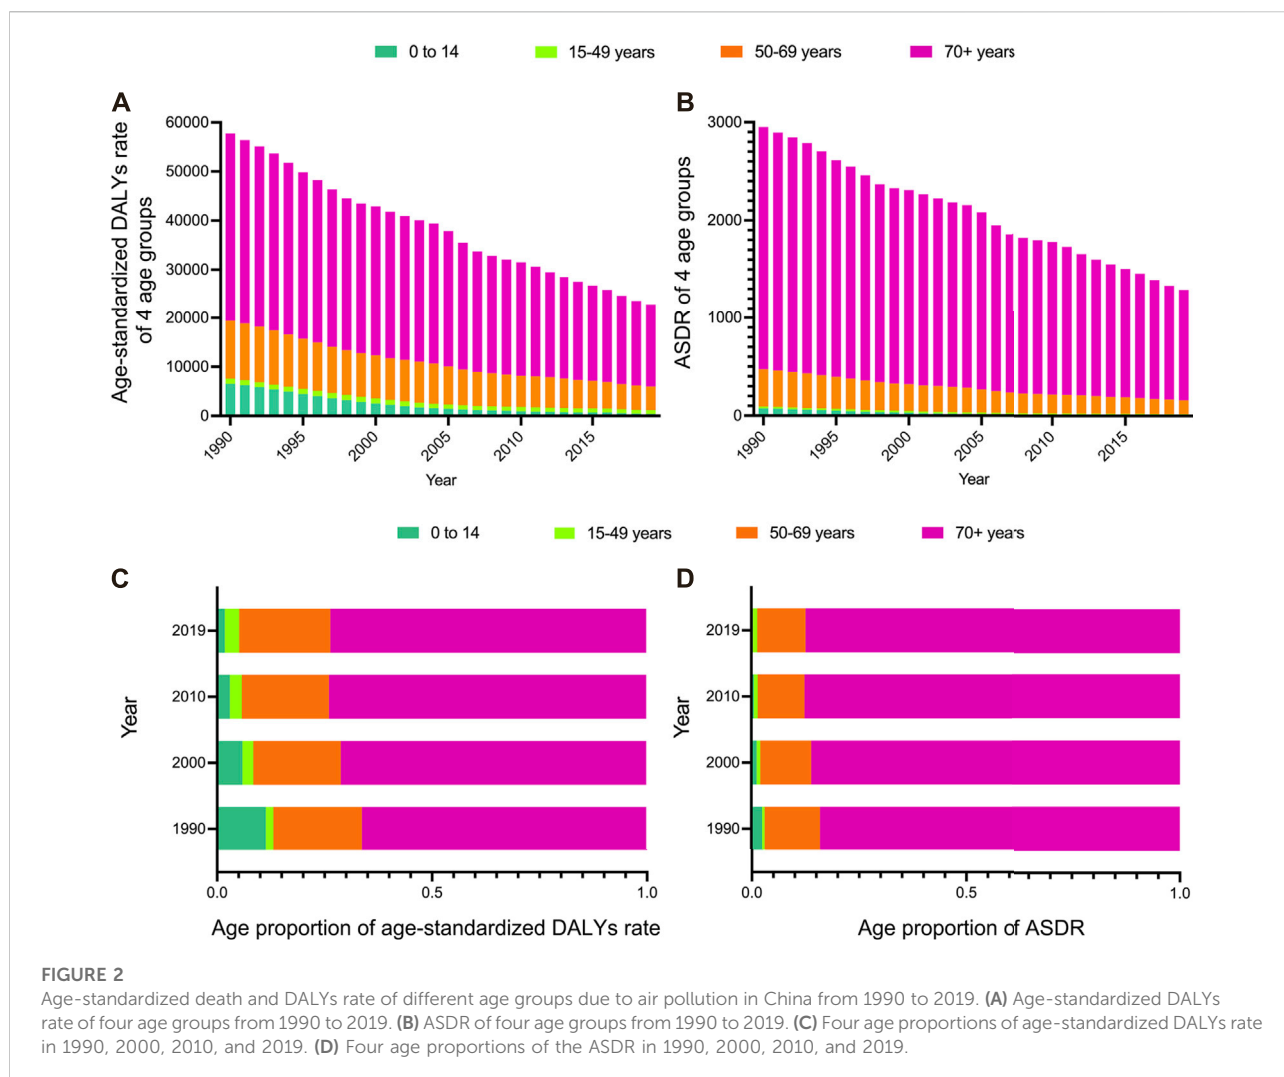 0 to 14 15-49 years 50-69 years 70+ years
A
Age-standardized DALYs rate
of 4 age groups
60000
50000
40000
30000
20000
10000
0
1990 1995 2000 2005 2010 2015
Year
B
ASDR of 4 age groups
3000
2000
1000
0
1990 1995 2000 2005 2010 2015
Year
0 to 14 15-49 years 50-69 years 70+ years
C
Year
2019
2010
2000
1990
0.0 0.5 1.0
Age proportion of age-standardized DALYs rate
D
Year
2019
2010
2000
1990
0.0 0.5 1.0
Age proportion of ASDR
FIGURE 2
Age-standardized death and DALYs rate of different age groups due to air pollution in China from 1990 to 2019. (A) Age-standardized DALYs
rate of four age groups from 1990 to 2019. (B) ASDR of four age groups from 1990 to 2019. (C) Four age proportions of age-standardized DALYs rate
in 1990, 2000, 2010, and 2019. (D) Four age proportions of the ASDR in 1990, 2000, 2010, and 2019.